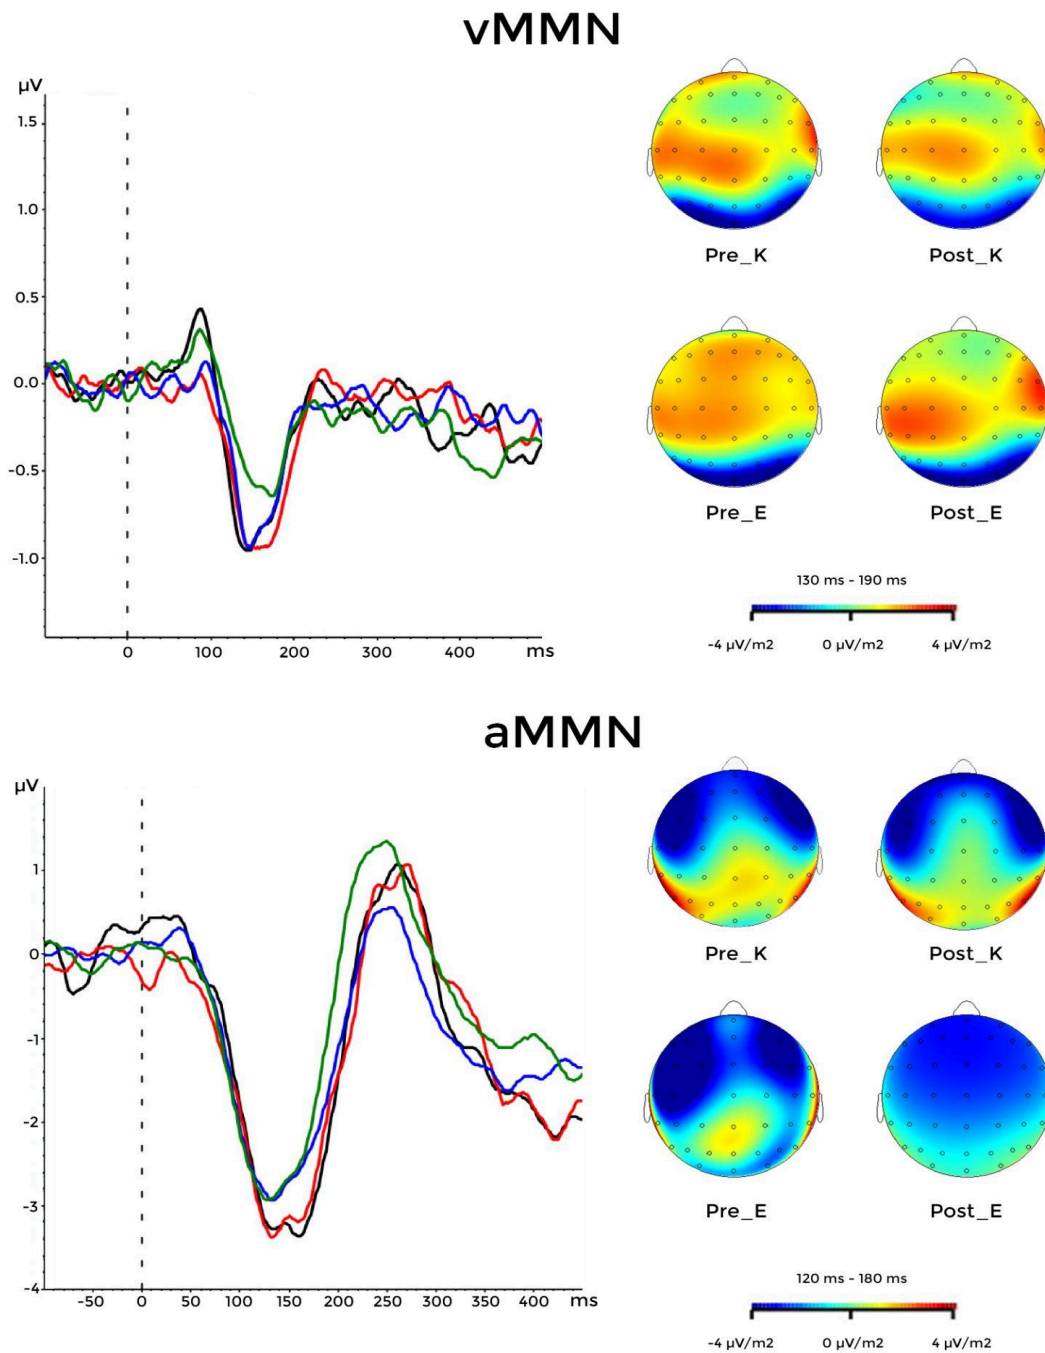 vMMN
µV
1.5
1.0
0.5
0.0
-0.5
-1.0
0 100 200 300 400 ms
Pre_K Post_K
Pre_E Post_E
130 ms - 190 ms
-4 µV/m2 0 µV/m2 4 µV/m2
aMMN
µV
1
0
-1
-2
-3
-4
-50 0 50 100 150 200 250 300 350 400 ms
Pre_K Post_K
Pre_E Post_E
120 ms - 180 ms
-4 µV/m2 0 µV/m2 4 µV/m2